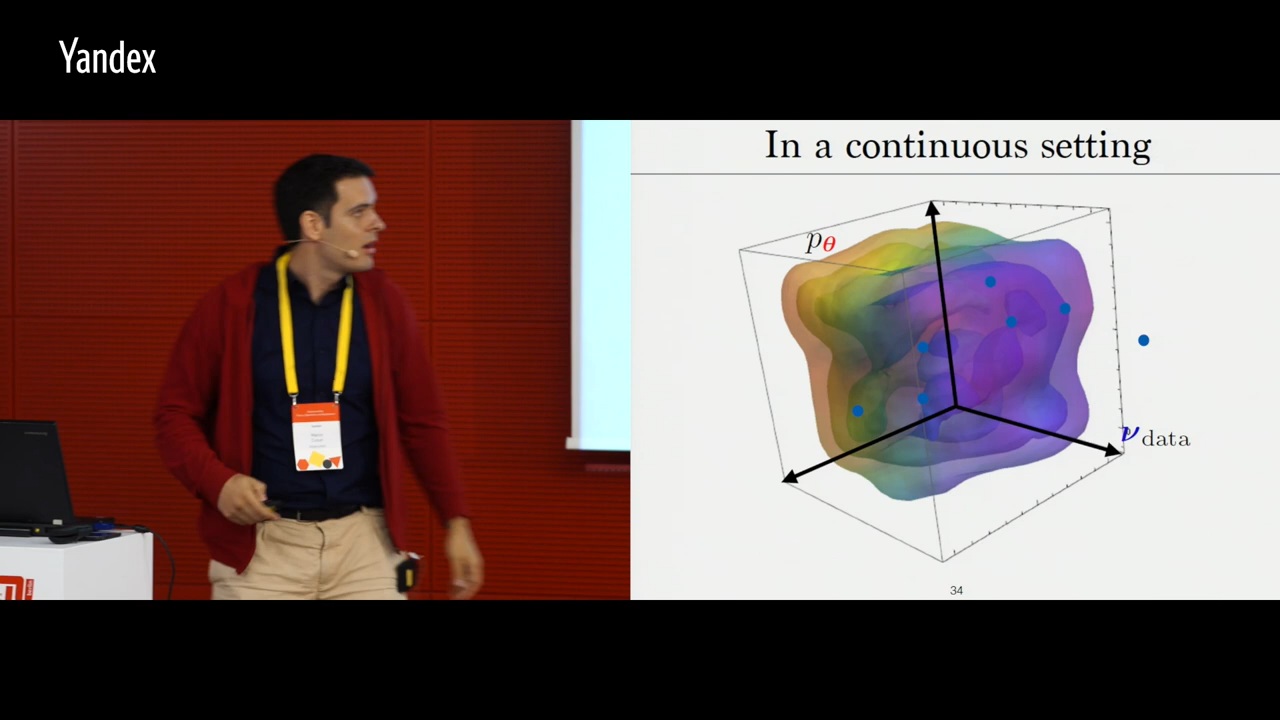 Yandex
In a continuous setting
pθ
νdata
34